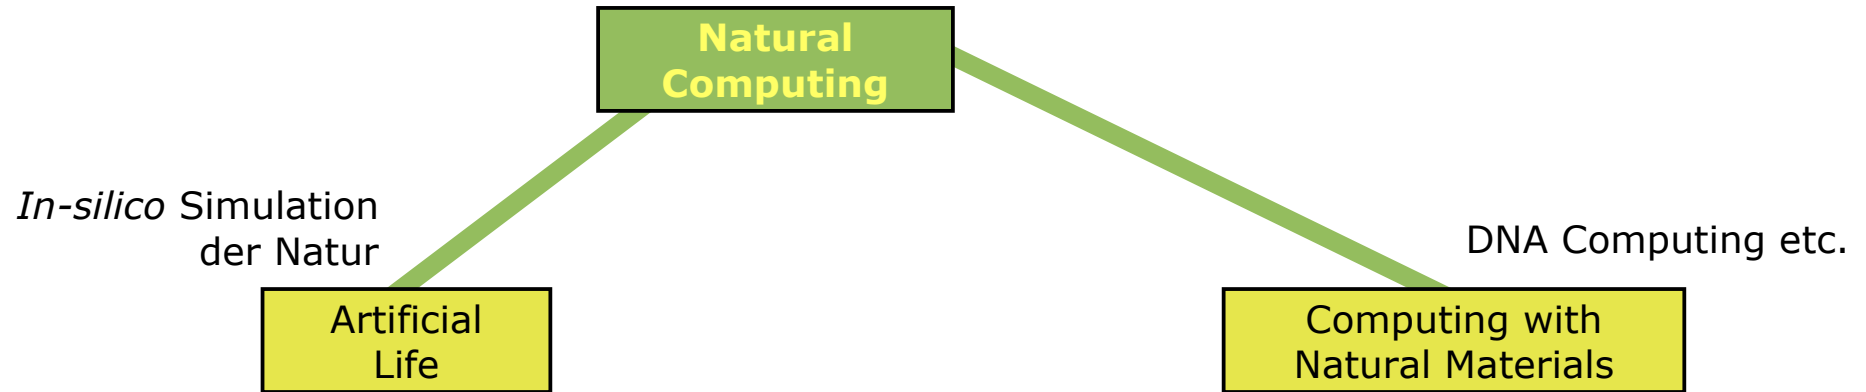 Natural
Computing
In-silico Simulation
der Natur
DNA Computing etc.
Artificial
Life
Computing with
Natural Materials